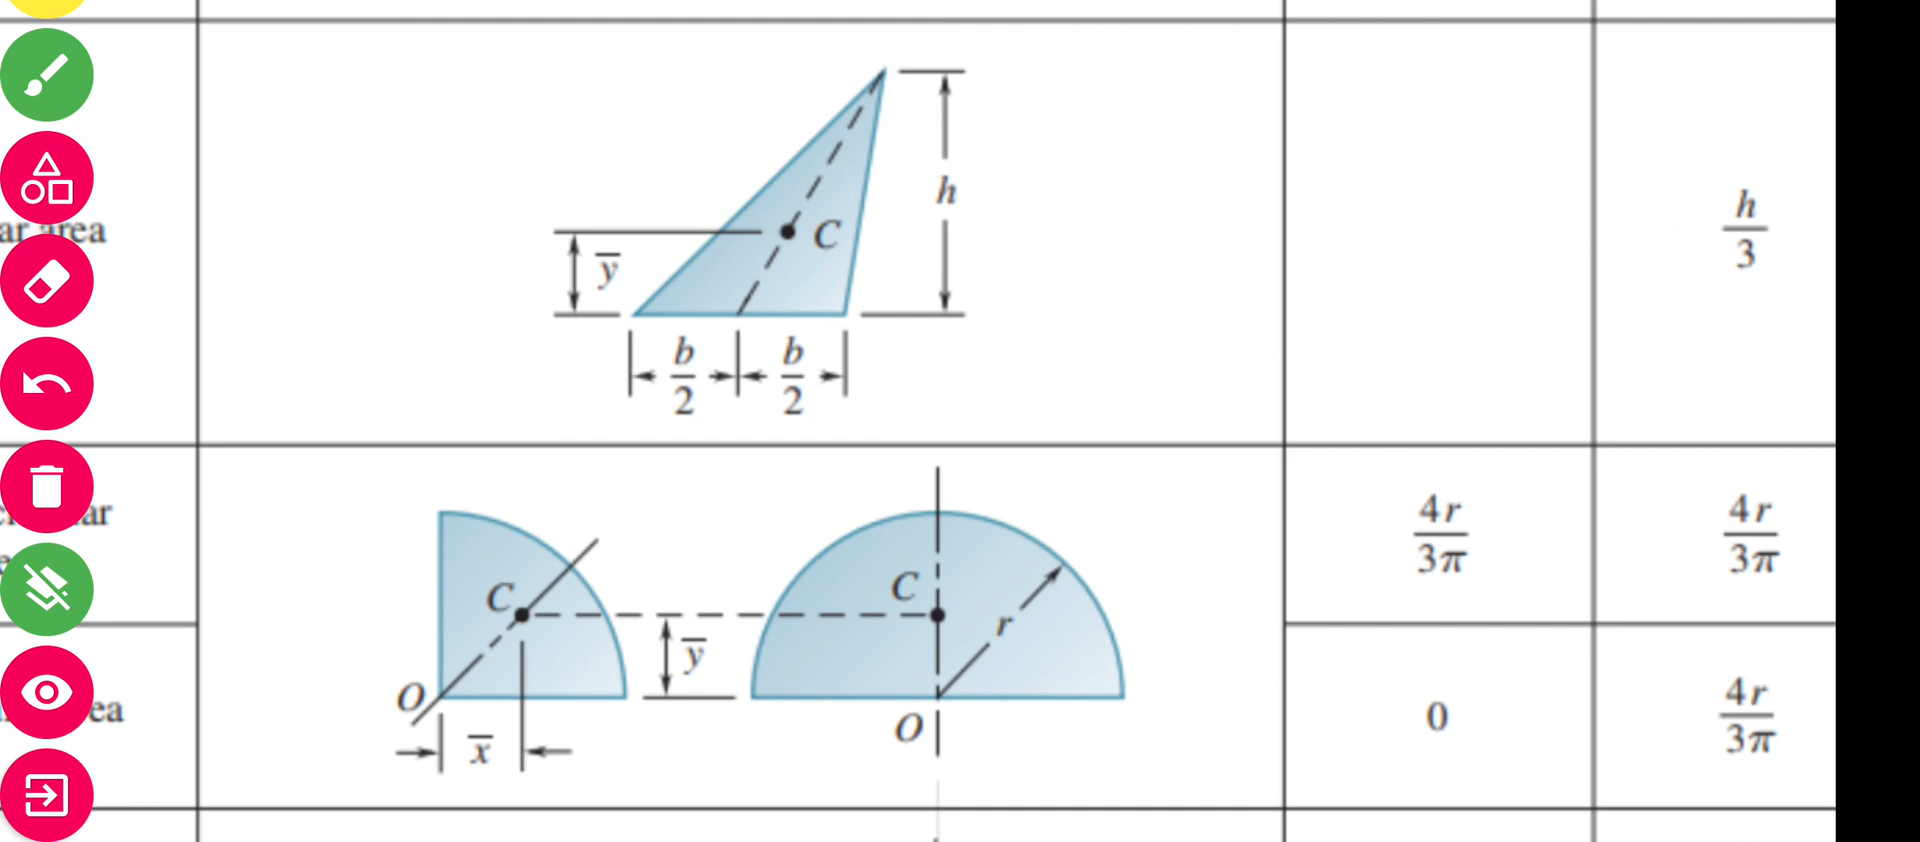 h
ar area
h
3
C
y̅
b b
2 2
ar
4r 4r
3π 3π
C C
r
y̅
O
ea
4r
0
3π
O
x̅